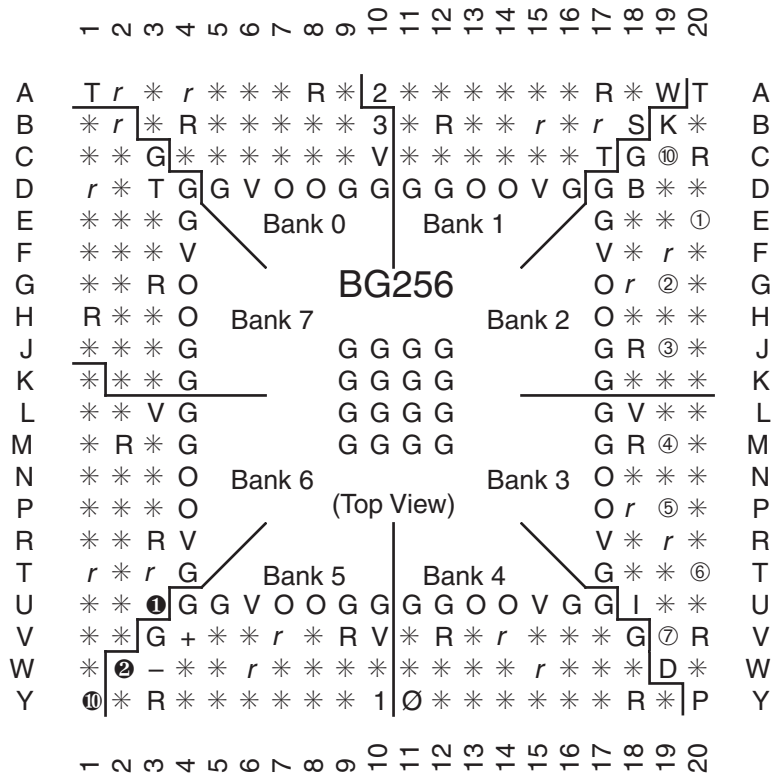 1 2 3 4 5 6 7 8 9 10 11 12 13 14 15 16 17 18 19 20
A T r ✳ r ✳ ✳ ✳ R ✳ 2 ✳ ✳ ✳ ✳ ✳ ✳ R ✳ W T A
B ✳ r ✳ R ✳ ✳ ✳ ✳ ✳ 3 ✳ R ✳ ✳ r ✳ r S K ✳ B
C ✳ ✳ G ✳ ✳ ✳ ✳ ✳ ✳ V ✳ ✳ ✳ ✳ ✳ ✳ T G ⑩ R C
D r ✳ T G G V O O G G G G O O V G G B ✳ ✳ D
E ✳ ✳ ✳ G Bank 0 Bank 1 G ✳ ✳ ① E
F ✳ ✳ ✳ V V ✳ r ✳ F
G ✳ ✳ R O BG256 O r ② ✳ G
H R ✳ ✳ O Bank 7 Bank 2 O ✳ ✳ ✳ H
J ✳ ✳ ✳ G G G G G G R ③ ✳ J
K ✳ ✳ ✳ G G G G G G ✳ ✳ ✳ K
L ✳ ✳ V G G G G G G V ✳ ✳ L
M ✳ R ✳ G G G G G G R ④ ✳ M
N ✳ ✳ ✳ O Bank 6 Bank 3 O ✳ ✳ ✳ N
P ✳ ✳ ✳ O (Top View) O r ⑤ ✳ P
R ✳ ✳ R V V ✳ r ✳ R
T r ✳ r G Bank 5 Bank 4 G ✳ ✳ ⑥ T
U ✳ ✳ ❶ G G V O O G G G G O O V G G I ✳ ✳ U
V ✳ ✳ G + ✳ ✳ r ✳ R V ✳ R ✳ r ✳ ✳ ✳ G ⑦ R V
W ✳ ❷ – ✳ ✳ r ✳ ✳ ✳ ✳ ✳ ✳ ✳ ✳ r ✳ ✳ ✳ D ✳ W
Y ❿ ✳ R ✳ ✳ ✳ ✳ ✳ ✳ 1 Ø ✳ ✳ ✳ ✳ ✳ ✳ R ✳ P Y
1 2 3 4 5 6 7 8 9 10 11 12 13 14 15 16 17 18 19 20